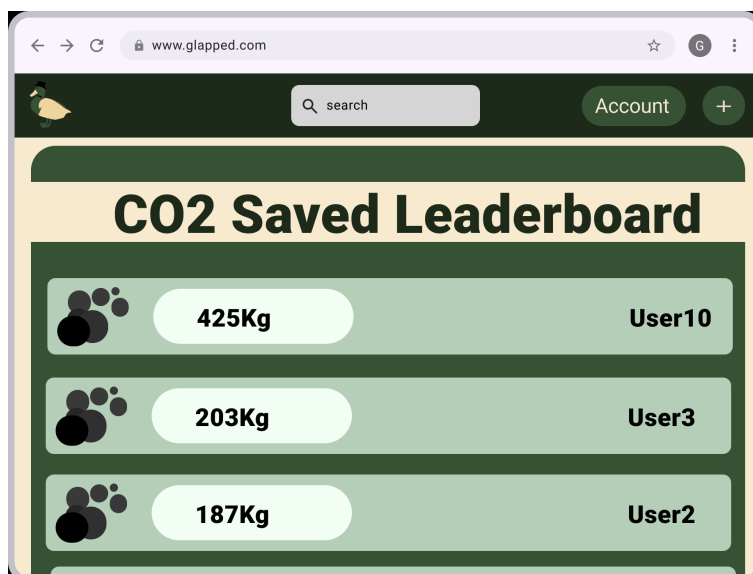 www.glapped.com
G
search
Account
+
CO2 Saved Leaderboard
425Kg
User10
203Kg
User3
187Kg
User2